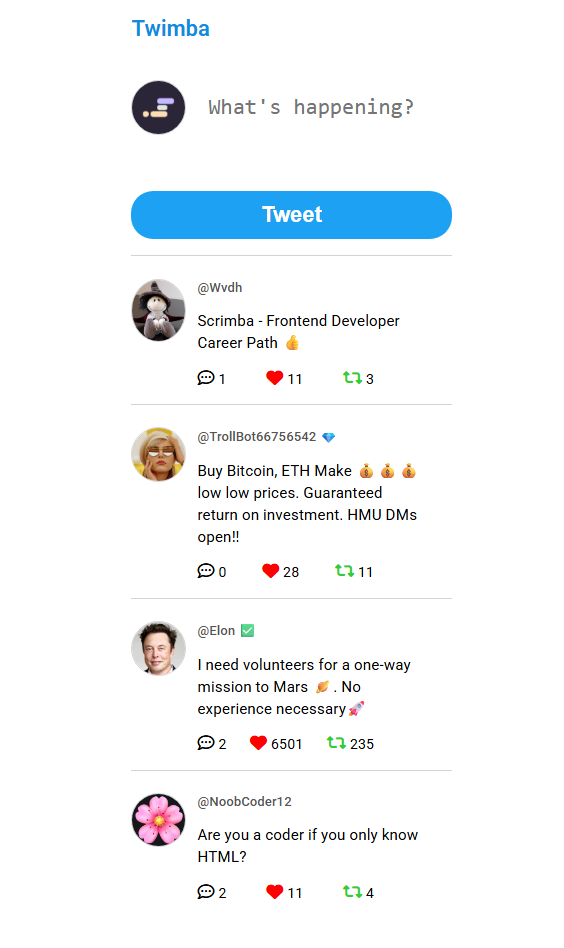 Twimba
What's happening?
Tweet
@Wvdh
Scrimba - Frontend Developer
Career Path 👍
1 11 3
@TrollBot66756542 💎
Buy Bitcoin, ETH Make 💰 💰 💰
low low prices. Guaranteed
return on investment. HMU DMs
open!!
0 28 11
@Elon ✅
I need volunteers for a one-way
mission to Mars 🪐. No
experience necessary🚀
2 6501 235
@NoobCoder12
Are you a coder if you only know
HTML?
2 11 4